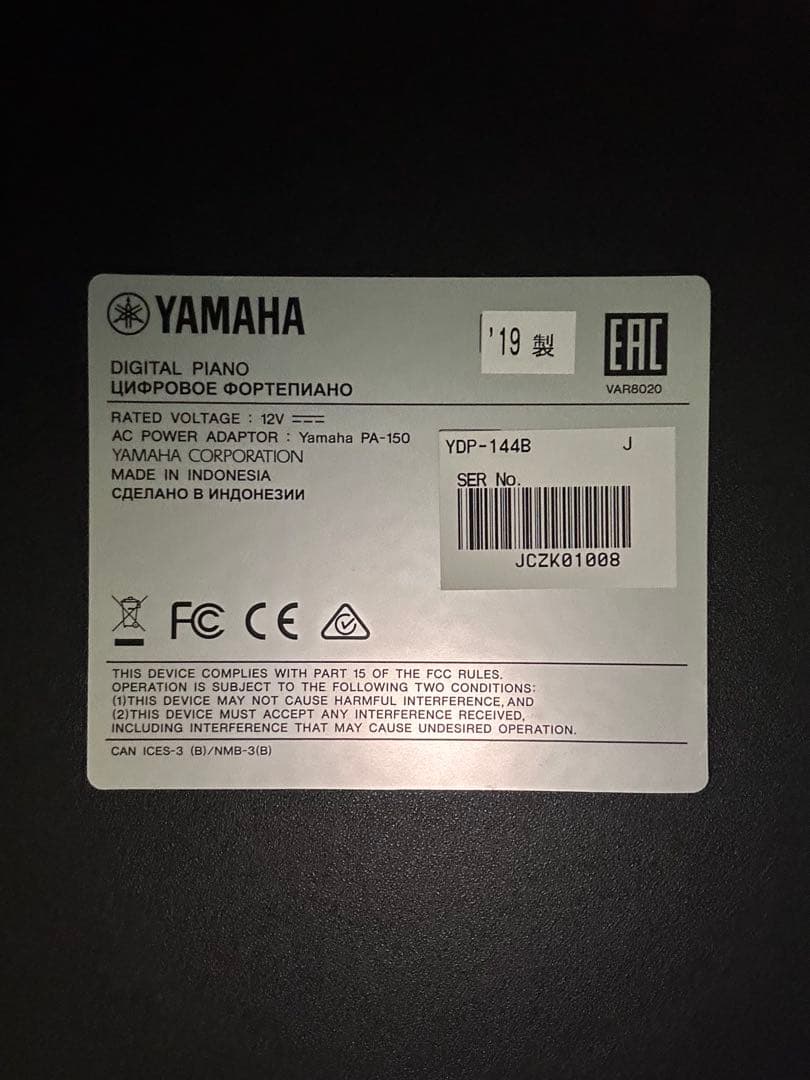 YAMAHA
'19 製
EAC
VAR8020
DIGITAL PIANO
ЦИФРОВОЕ ФОРТЕПИАНО
RATED VOLTAGE : 12V
AC POWER ADAPTOR : Yamaha PA-150
YAMAHA CORPORATION
MADE IN INDONESIA
СДЕЛАНО В ИНДОНЕЗИИ
YDP-144B J
SER No.
JCZK01008
FC CE
THIS DEVICE COMPLIES WITH PART 15 OF THE FCC RULES.
OPERATION IS SUBJECT TO THE FOLLOWING TWO CONDITIONS:
(1)THIS DEVICE MAY NOT CAUSE HARMFUL INTERFERENCE, AND
(2)THIS DEVICE MUST ACCEPT ANY INTERFERENCE RECEIVED,
INCLUDING INTERFERENCE THAT MAY CAUSE UNDESIRED OPERATION.
CAN ICES-3 (B)/NMB-3(B)